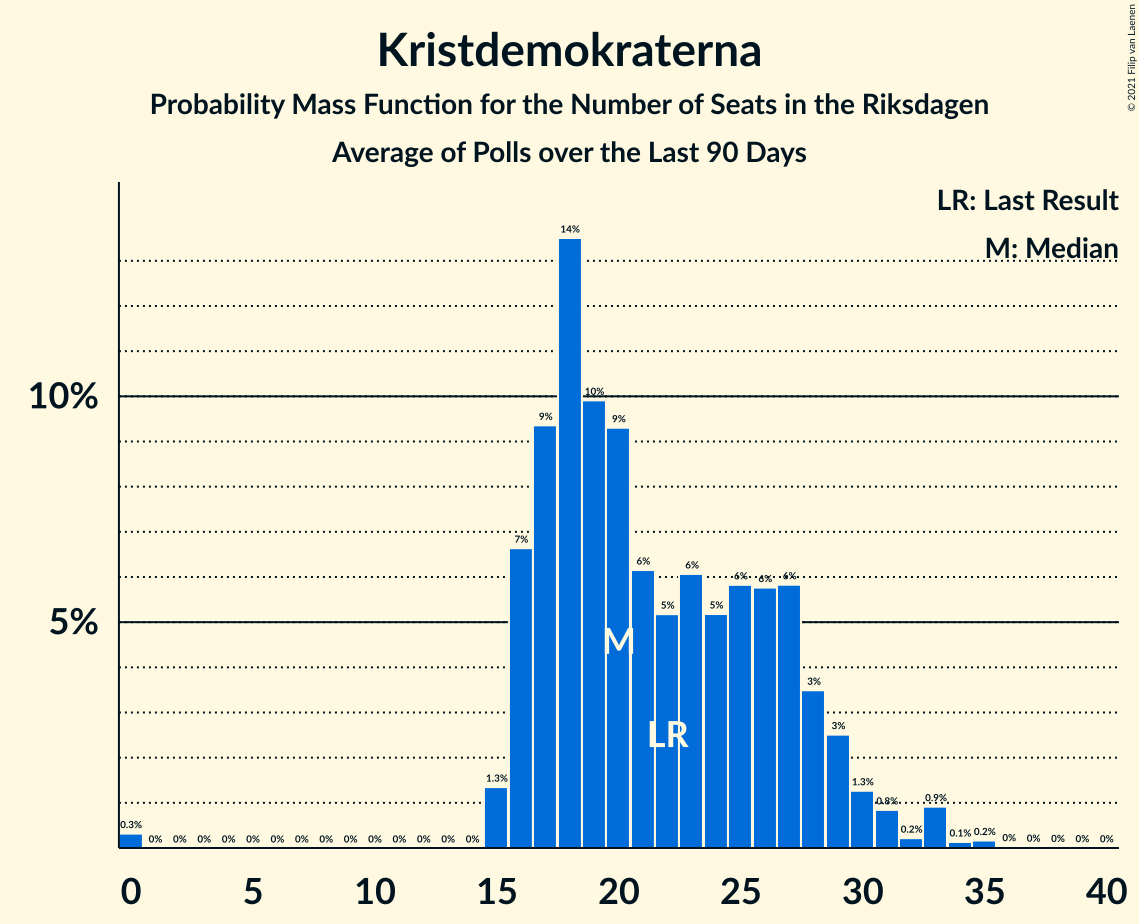 © 2021 Filip van Laenen
Kristdemokraterna
Probability Mass Function for the Number of Seats in the Riksdagen
Average of Polls over the Last 90 Days
LR: Last Result
M: Median
10%
5%
0.3% 0% 0% 0% 0% 0% 0% 0% 0% 0% 0% 0% 0% 0% 0% 1.3% 7% 9% 14% 10% 9% 6% 5% 6% 5% 6% 6% 6% 3% 3% 1.3% 0.8% 0.2% 0.9% 0.1% 0.2% 0% 0% 0% 0% 0%
M
LR
0 5 10 15 20 25 30 35 40